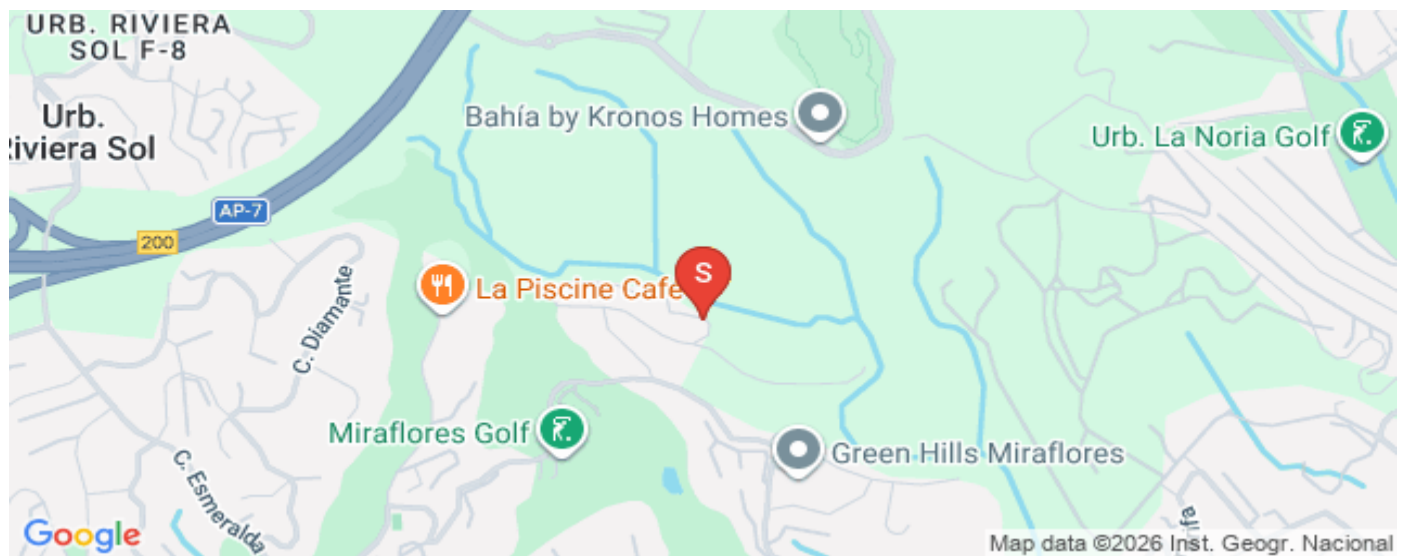 URB. RIVIERA
SOL F-8
Urb.
Riviera Sol
AP-7
200
Bahía by Kronos Homes
Urb. La Noria Golf
La Piscine Cafe
S
C. Diamante
Miraflores Golf
Green Hills Miraflores
C. Esmeralda
Google
Map data ©2026 Inst. Geogr. Nacional